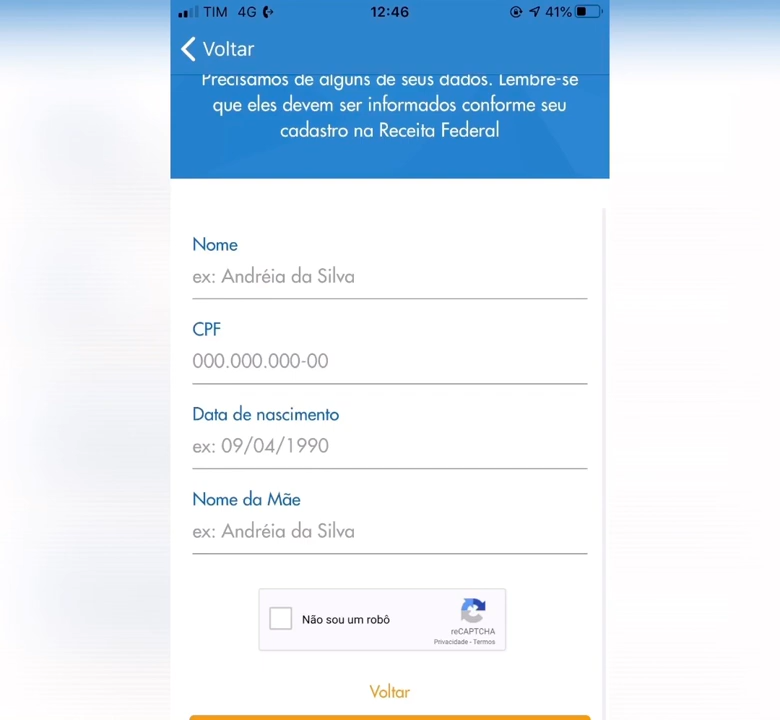 TIM 4G 12:46 41%
Voltar
Precisamos de alguns de seus dados. Lembre-se
que eles devem ser informados conforme seu
cadastro na Receita Federal
Nome
ex: Andréia da Silva
CPF
000.000.000-00
Data de nascimento
ex: 09/04/1990
Nome da Mãe
ex: Andréia da Silva
Não sou um robô
reCAPTCHA
Privacidade - Termos
Voltar